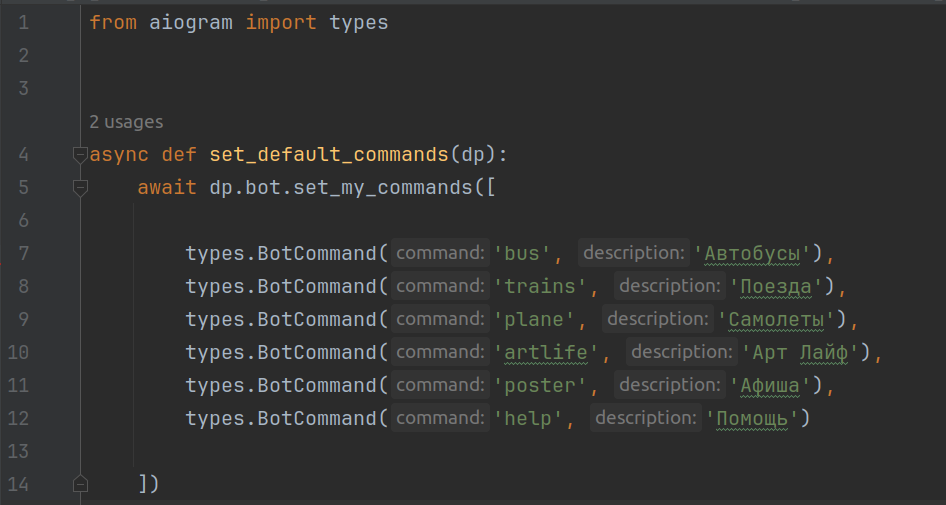 1 from aiogram import types
2
3
2 usages
4 async def set_default_commands(dp):
5     await dp.bot.set_my_commands([
6
7         types.BotCommand( command: 'bus', description: 'Автобусы'),
8         types.BotCommand( command: 'trains', description: 'Поезда'),
9         types.BotCommand( command: 'plane', description: 'Самолеты'),
10         types.BotCommand( command: 'artlife', description: 'Арт Лайф'),
11         types.BotCommand( command: 'poster', description: 'Афиша'),
12         types.BotCommand( command: 'help', description: 'Помощь')
13
14     ])